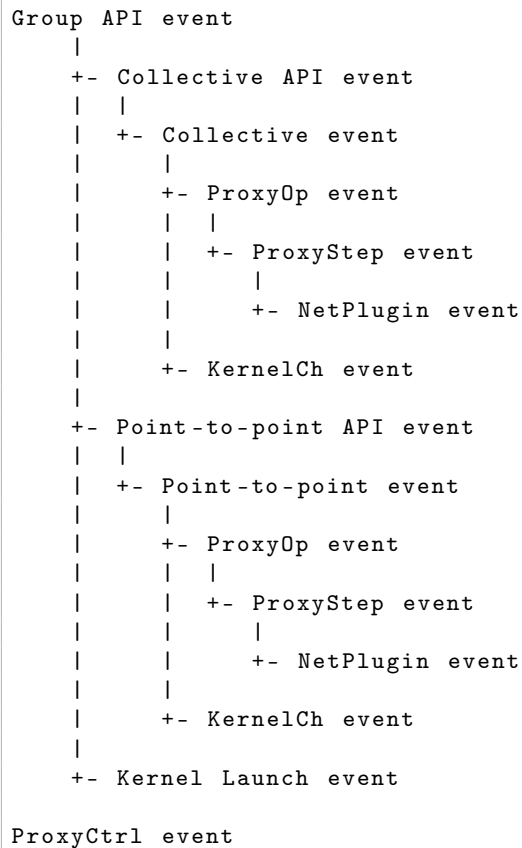 Group API event
    |
    +- Collective API event
    |  |
    |  +- Collective event
    |     |
    |     +- ProxyOp event
    |     |  |
    |     |  +- ProxyStep event
    |     |     |
    |     |     +- NetPlugin event
    |     |
    |     +- KernelCh event
    |
    +- Point-to-point API event
    |  |
    |  +- Point-to-point event
    |     |
    |     +- ProxyOp event
    |     |  |
    |     |  +- ProxyStep event
    |     |     |
    |     |     +- NetPlugin event
    |     |
    |     +- KernelCh event
    |
    +- Kernel Launch event

ProxyCtrl event